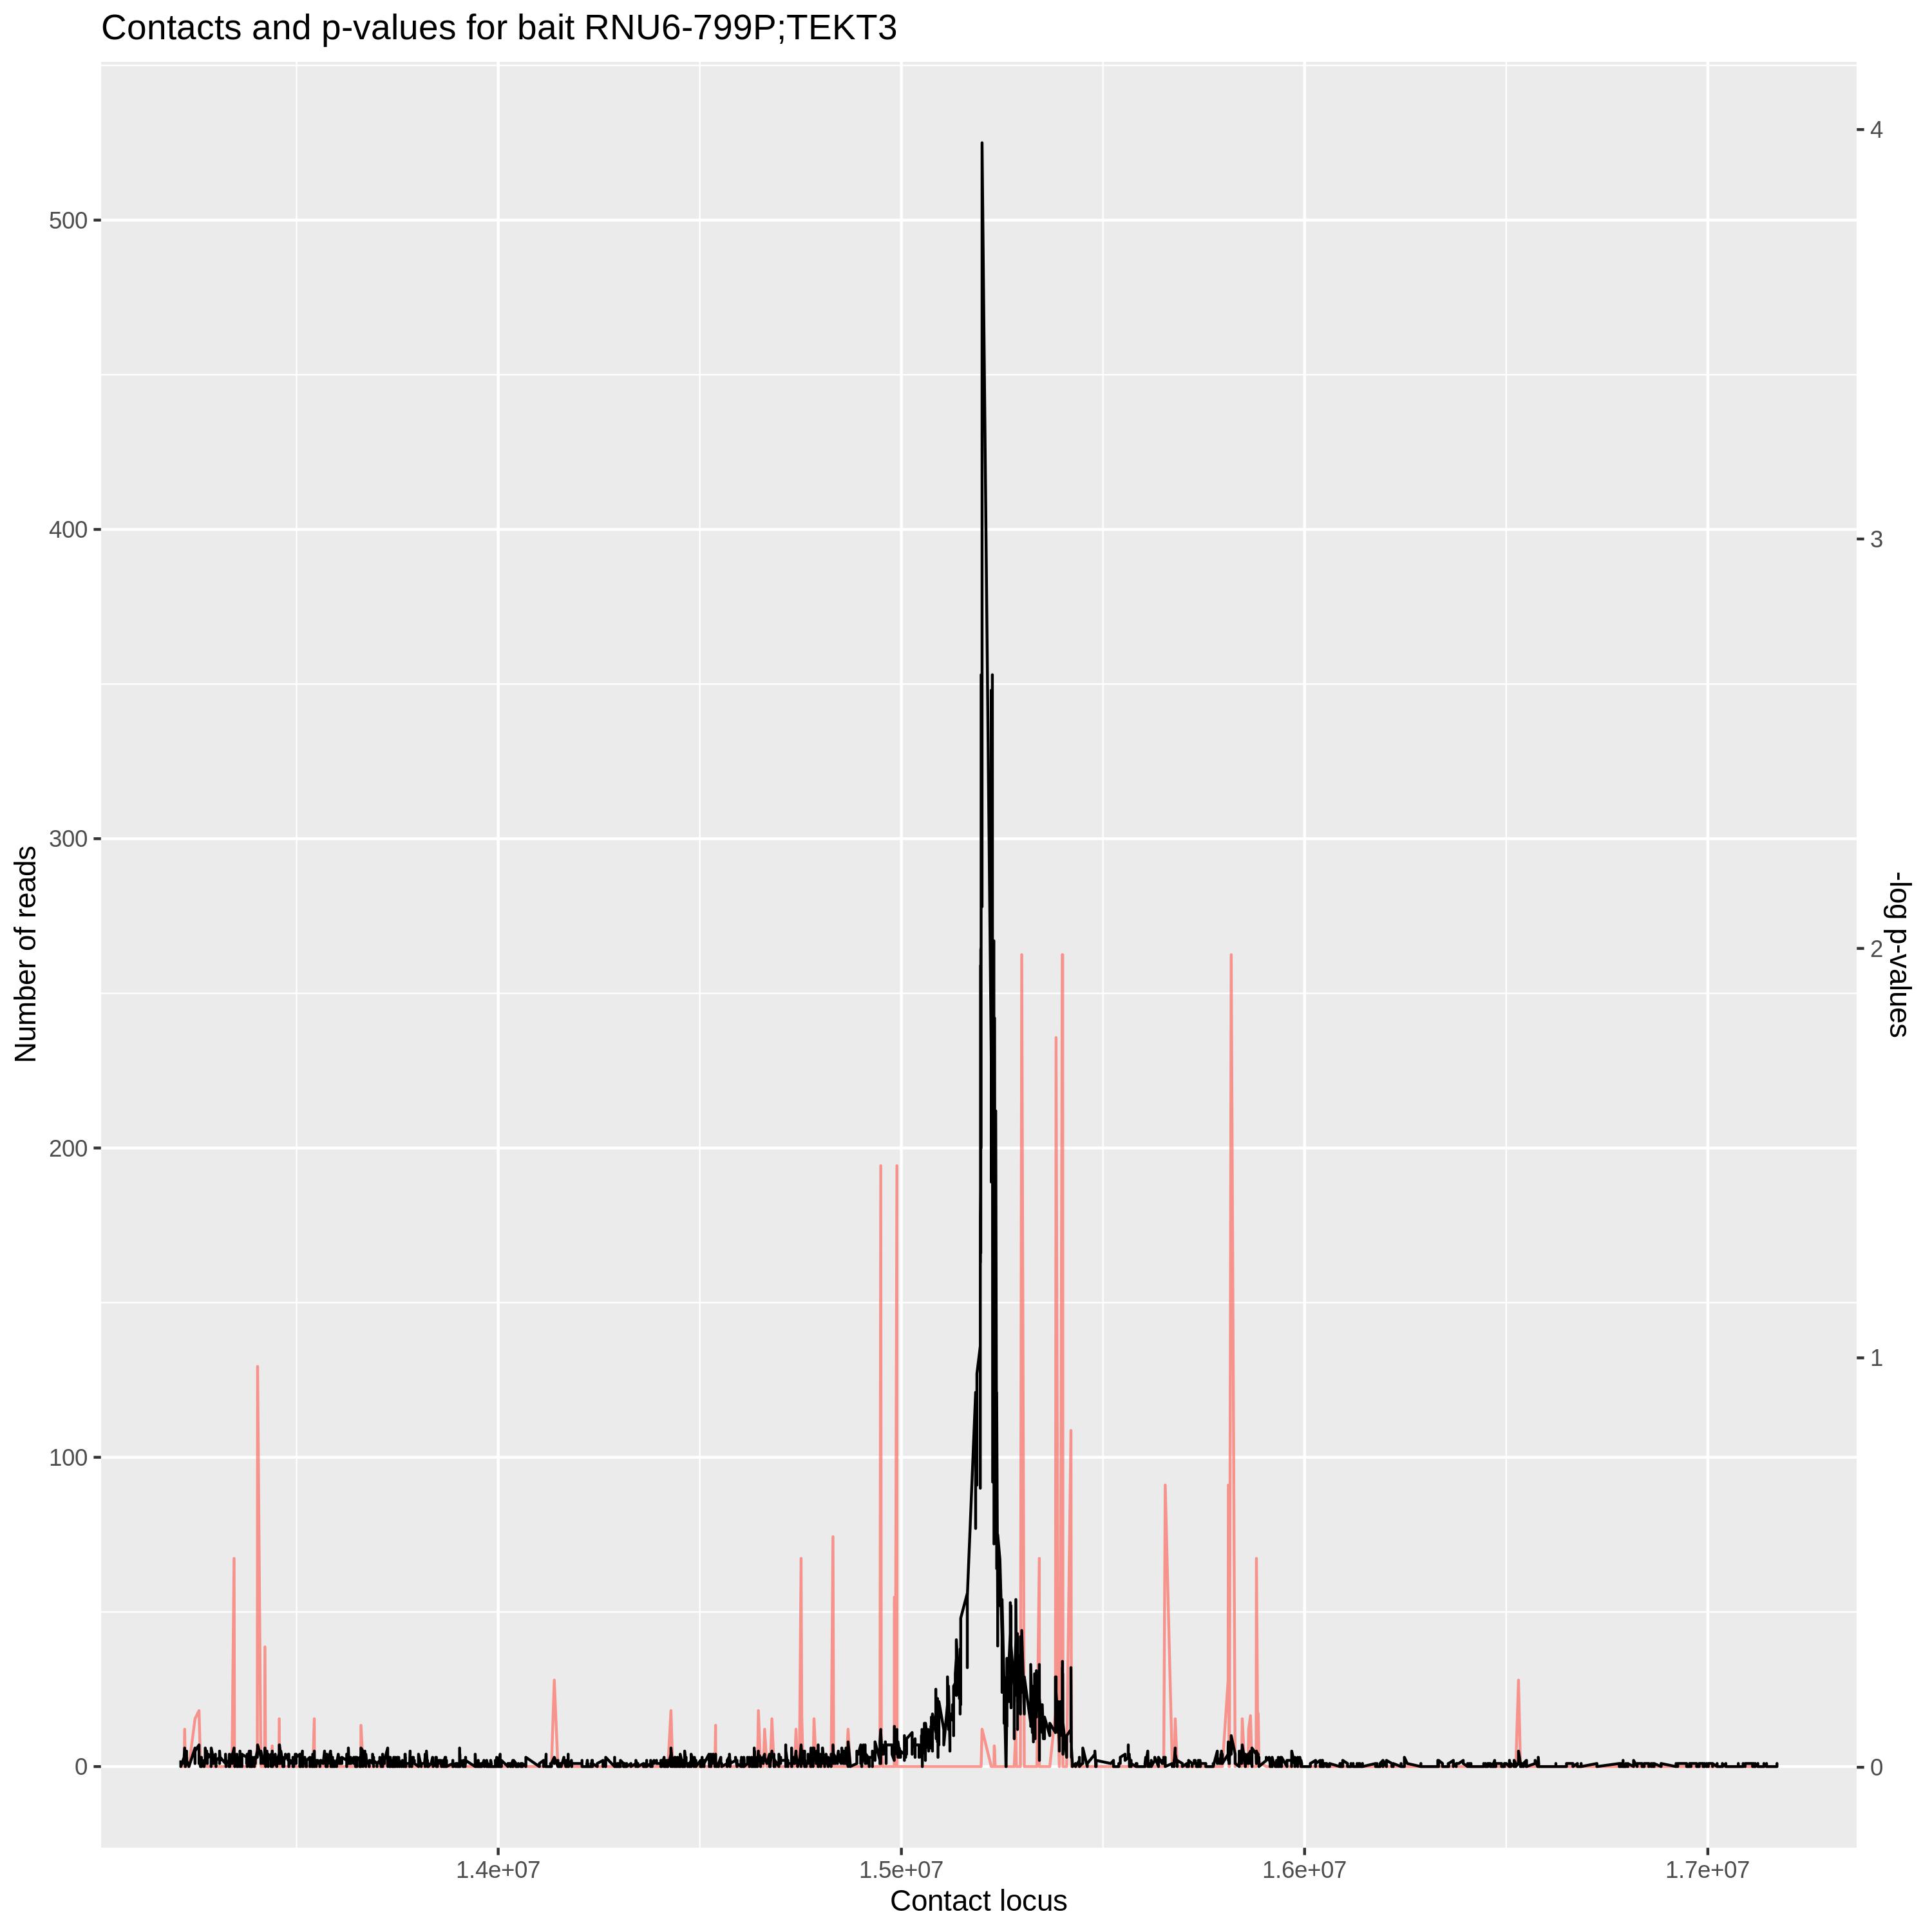 Contacts and p-values for bait RNU6-799P;TEKT3
Number of reads
500
400
300
200
100
0
4
3
2
1
0
-log p-values
1.4e+07 1.5e+07 1.6e+07 1.7e+07
Contact locus